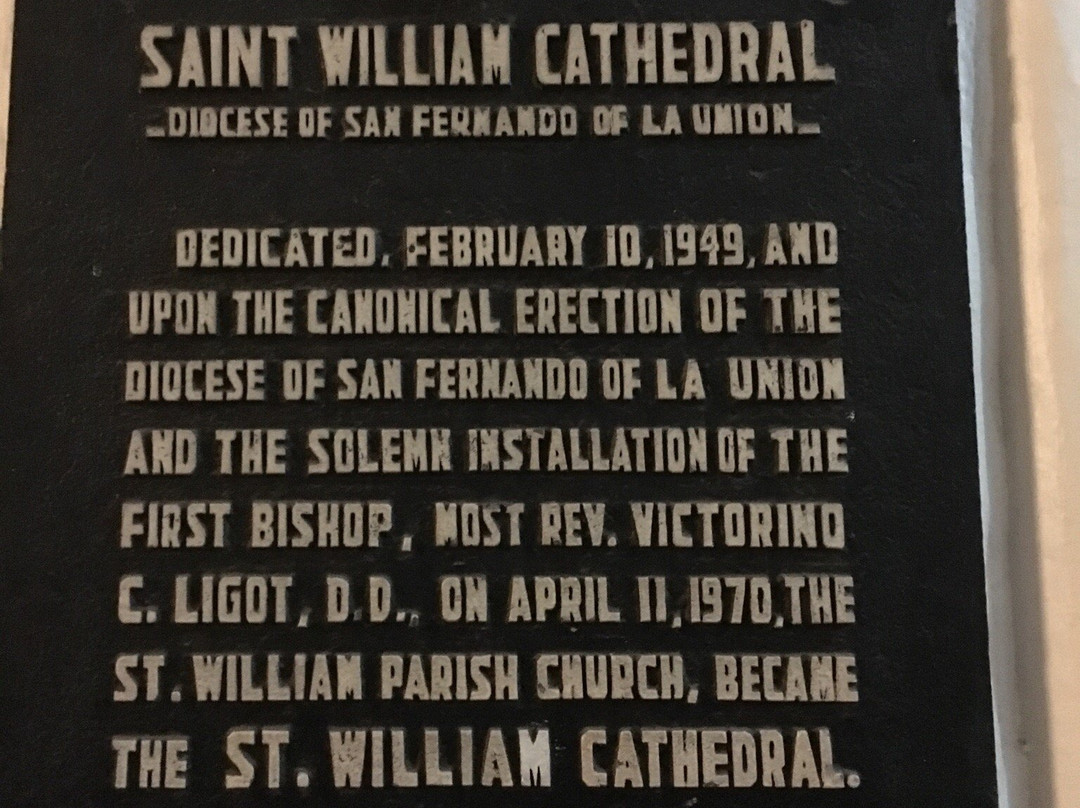 SAINT WILLIAM CATHEDRAL
–DIOCESE OF SAN FERNANDO OF LA UNION–
DEDICATED, FEBRUARY 10, 1949, AND
UPON THE CANONICAL ERECTION OF THE
DIOCESE OF SAN FERNANDO OF LA UNION
AND THE SOLEMN INSTALLATION OF THE
FIRST BISHOP, MOST REV. VICTORINO
C. LIGOT, D.D., ON APRIL 11, 1970, THE
ST. WILLIAM PARISH CHURCH, BECAME
THE ST. WILLIAM CATHEDRAL.